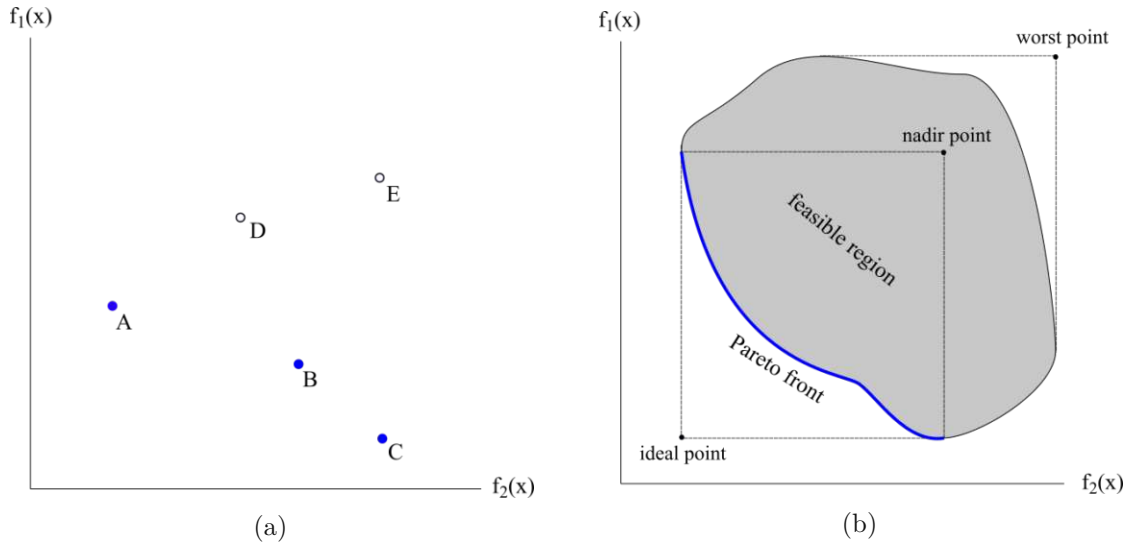 f₁(x)
E
D
A
B
C
f₂(x)
(a)
f₁(x)
worst point
nadir point
feasible region
Pareto front
ideal point
f₂(x)
(b)